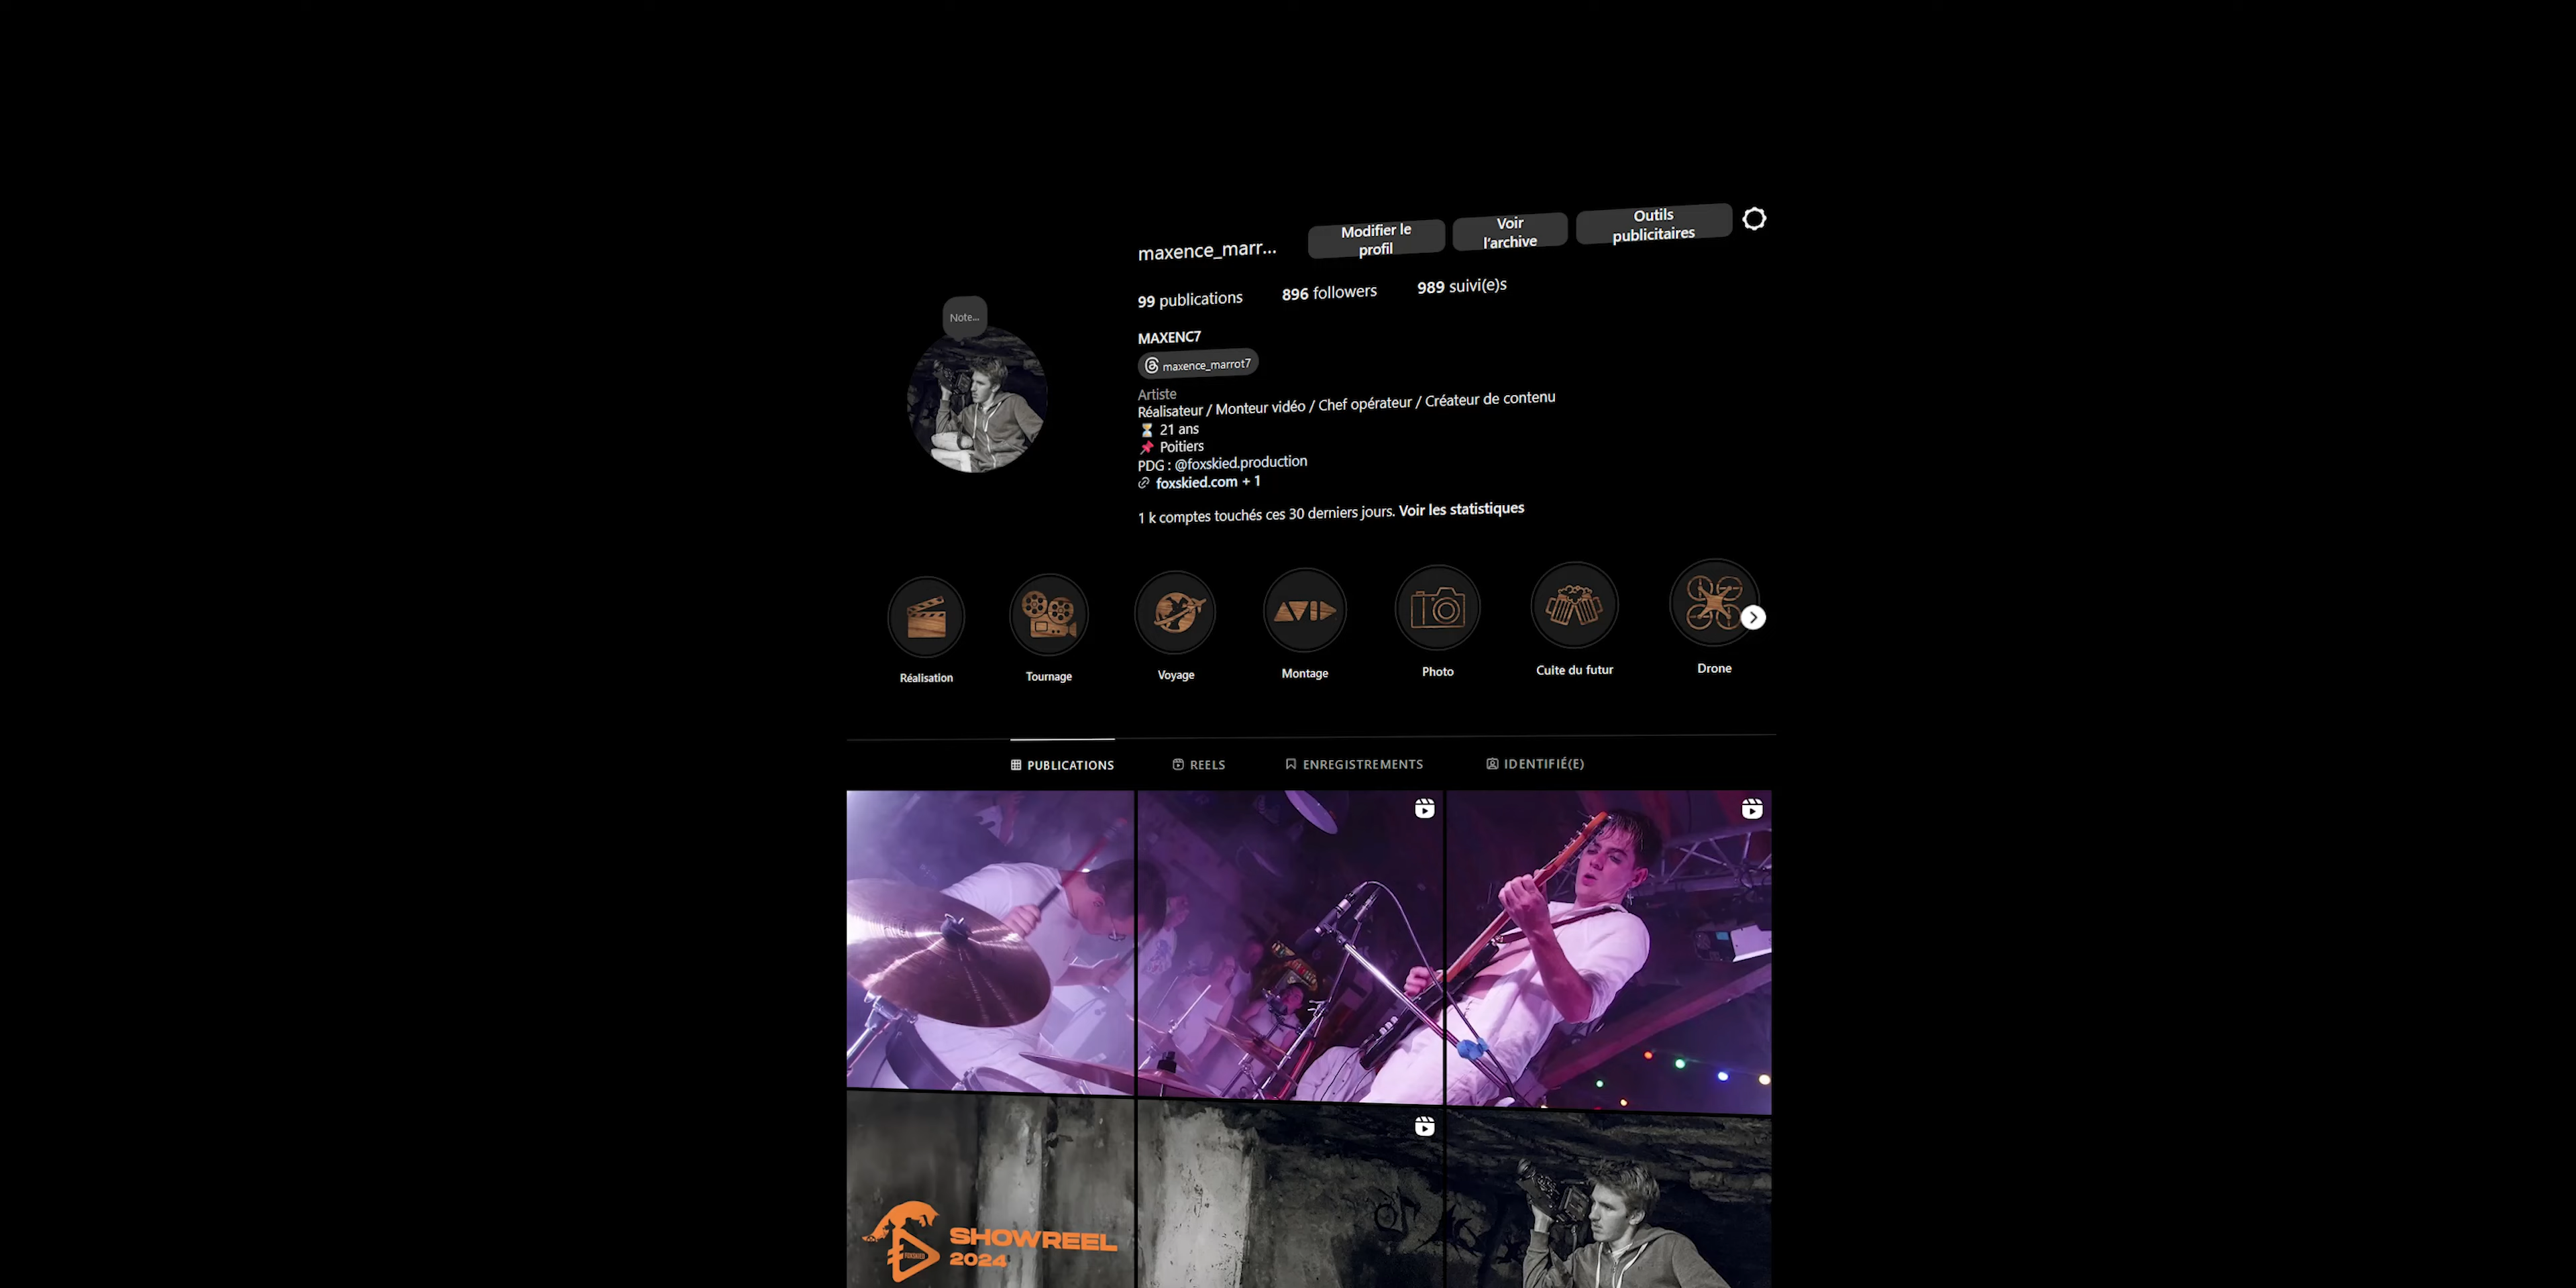 maxence_marr...
Modifier le
profil
Voir
l'archive
Outils
publicitaires
99 publications
896 followers
989 suivi(e)s
Note...
MAXENC7
maxence_marrot7
Artiste
Réalisateur / Monteur vidéo / Chef opérateur / Créateur de contenu
⏳ 21 ans
📌 Poitiers
PDG : @foxskied.production
foxskied.com + 1
1 k comptes touchés ces 30 derniers jours. Voir les statistiques
AVID
Réalisation
Tournage
Voyage
Montage
Photo
Cuite du futur
Drone
PUBLICATIONS
REELS
ENREGISTREMENTS
IDENTIFIÉ(E)
FOXSKIED
SHOWREEL
2024